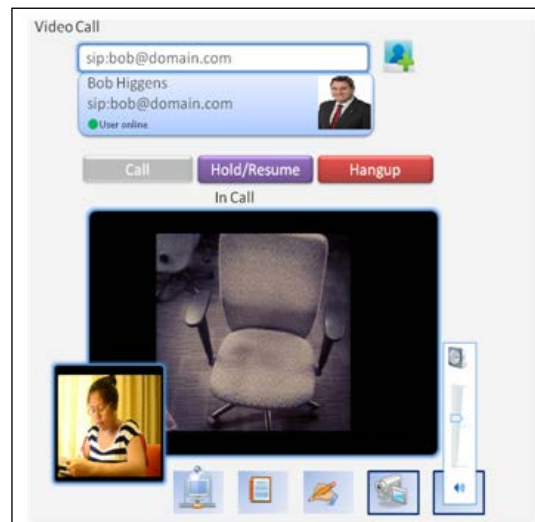 Video Call
sip:bob@domain.com
Bob Higgens
sip:bob@domain.com
User online
Call
Hold/Resume
Hangup
In Call